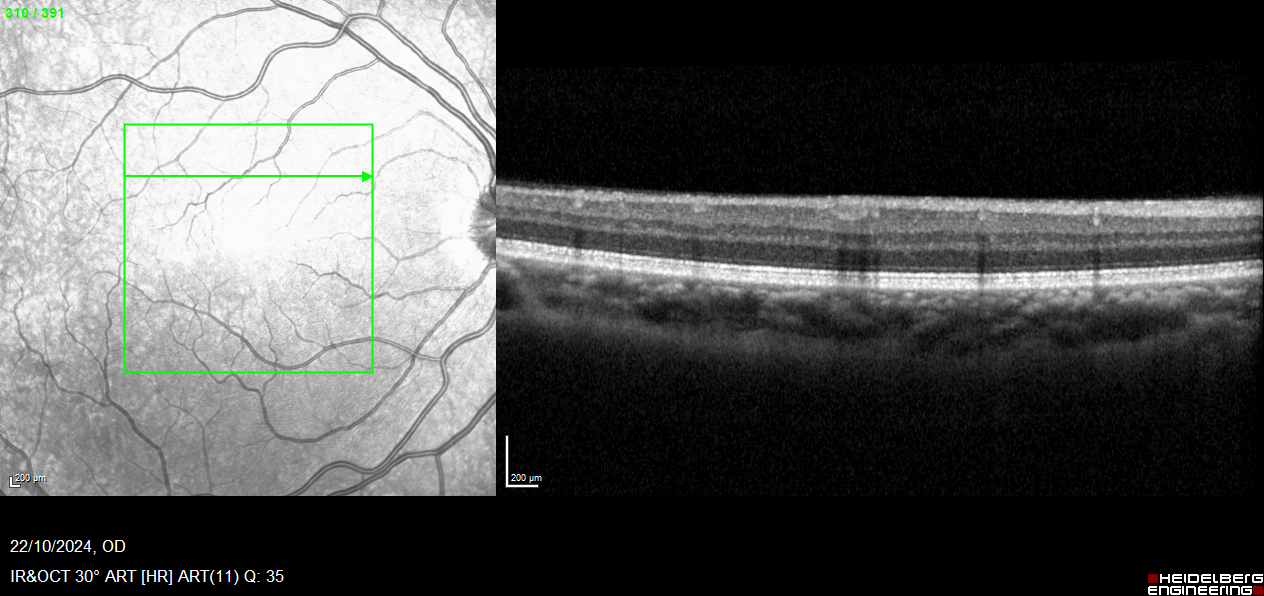 310 / 391
200 µm
200 µm
22/10/2024, OD
IR&OCT 30° ART [HR] ART(11) Q: 35
HEIDELBERG
ENGINEERING